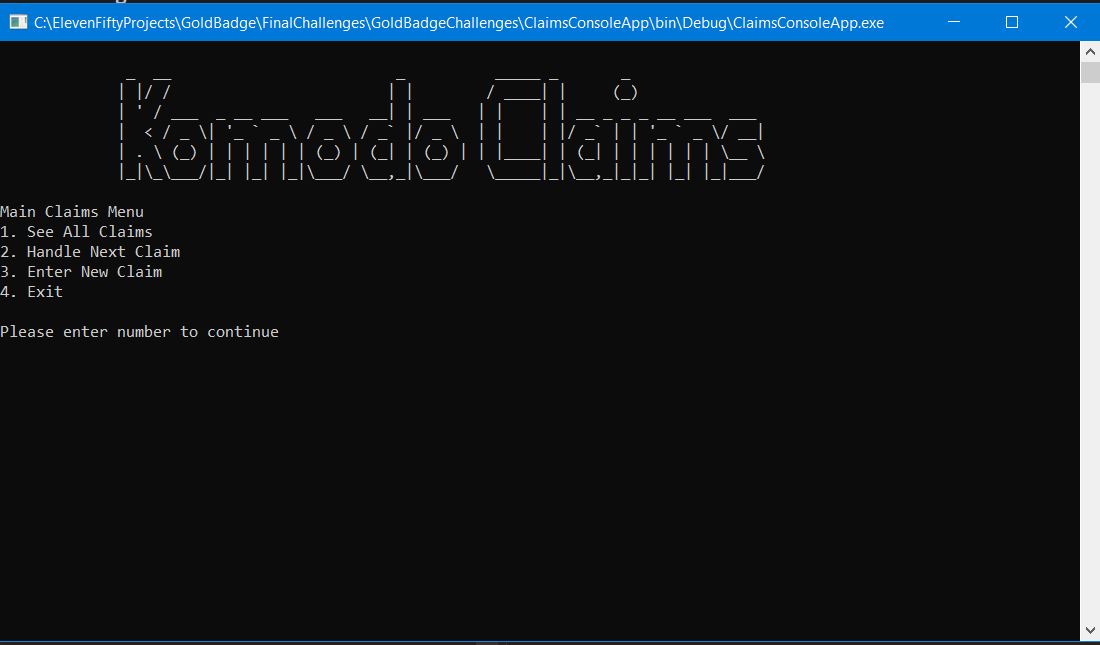 C:\ElevenFiftyProjects\GoldBadge\FinalChallenges\GoldBadgeChallenges\ClaimsConsoleApp\bin\Debug\ClaimsConsoleApp.exe
Komodo Claims
Main Claims Menu
1. See All Claims
2. Handle Next Claim
3. Enter New Claim
4. Exit
Please enter number to continue